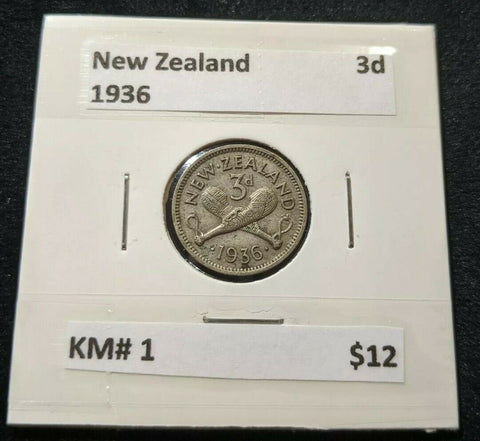 New Zealand 3d
1936
NEW·ZEALAND
3d
·1936·
KM# 1 $12